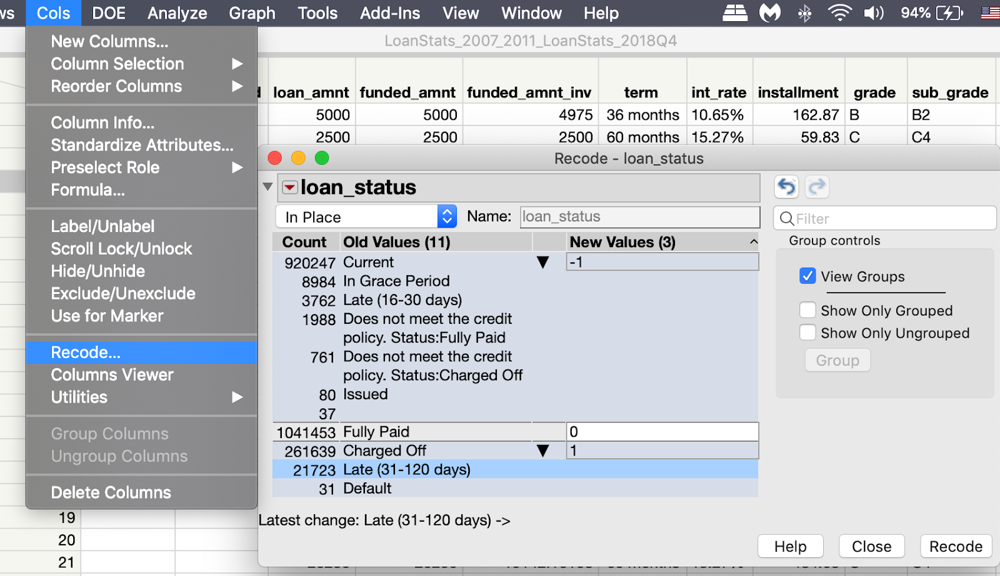 ws Cols DOE Analyze Graph Tools Add-Ins View Window Help 94%
LoanStats_2007_2011_LoanStats_2018Q4
New Columns...
Column Selection
Reorder Columns
Column Info...
Standardize Attributes...
Preselect Role
Formula...
Label/Unlabel
Scroll Lock/Unlock
Hide/Unhide
Exclude/Unexclude
Use for Marker
Recode...
Columns Viewer
Utilities
Group Columns
Ungroup Columns
Delete Columns
19
20
21
d loan_amnt funded_amnt funded_amnt_inv term int_rate installment grade sub_grade
5000 5000 4975 36 months 10.65% 162.87 B B2
2500 2500 2500 60 months 15.27% 59.83 C C4
Recode - loan_status
loan_status
In Place Name: loan_status
Count Old Values (11) New Values (3)
920247 Current -1
8984 In Grace Period
3762 Late (16-30 days)
1988 Does not meet the credit
policy. Status:Fully Paid
761 Does not meet the credit
policy. Status:Charged Off
80 Issued
37
1041453 Fully Paid 0
261639 Charged Off 1
21723 Late (31-120 days)
31 Default
Latest change: Late (31-120 days) ->
Filter
Group controls
View Groups
Show Only Grouped
Show Only Ungrouped
Group
Help Close Recode